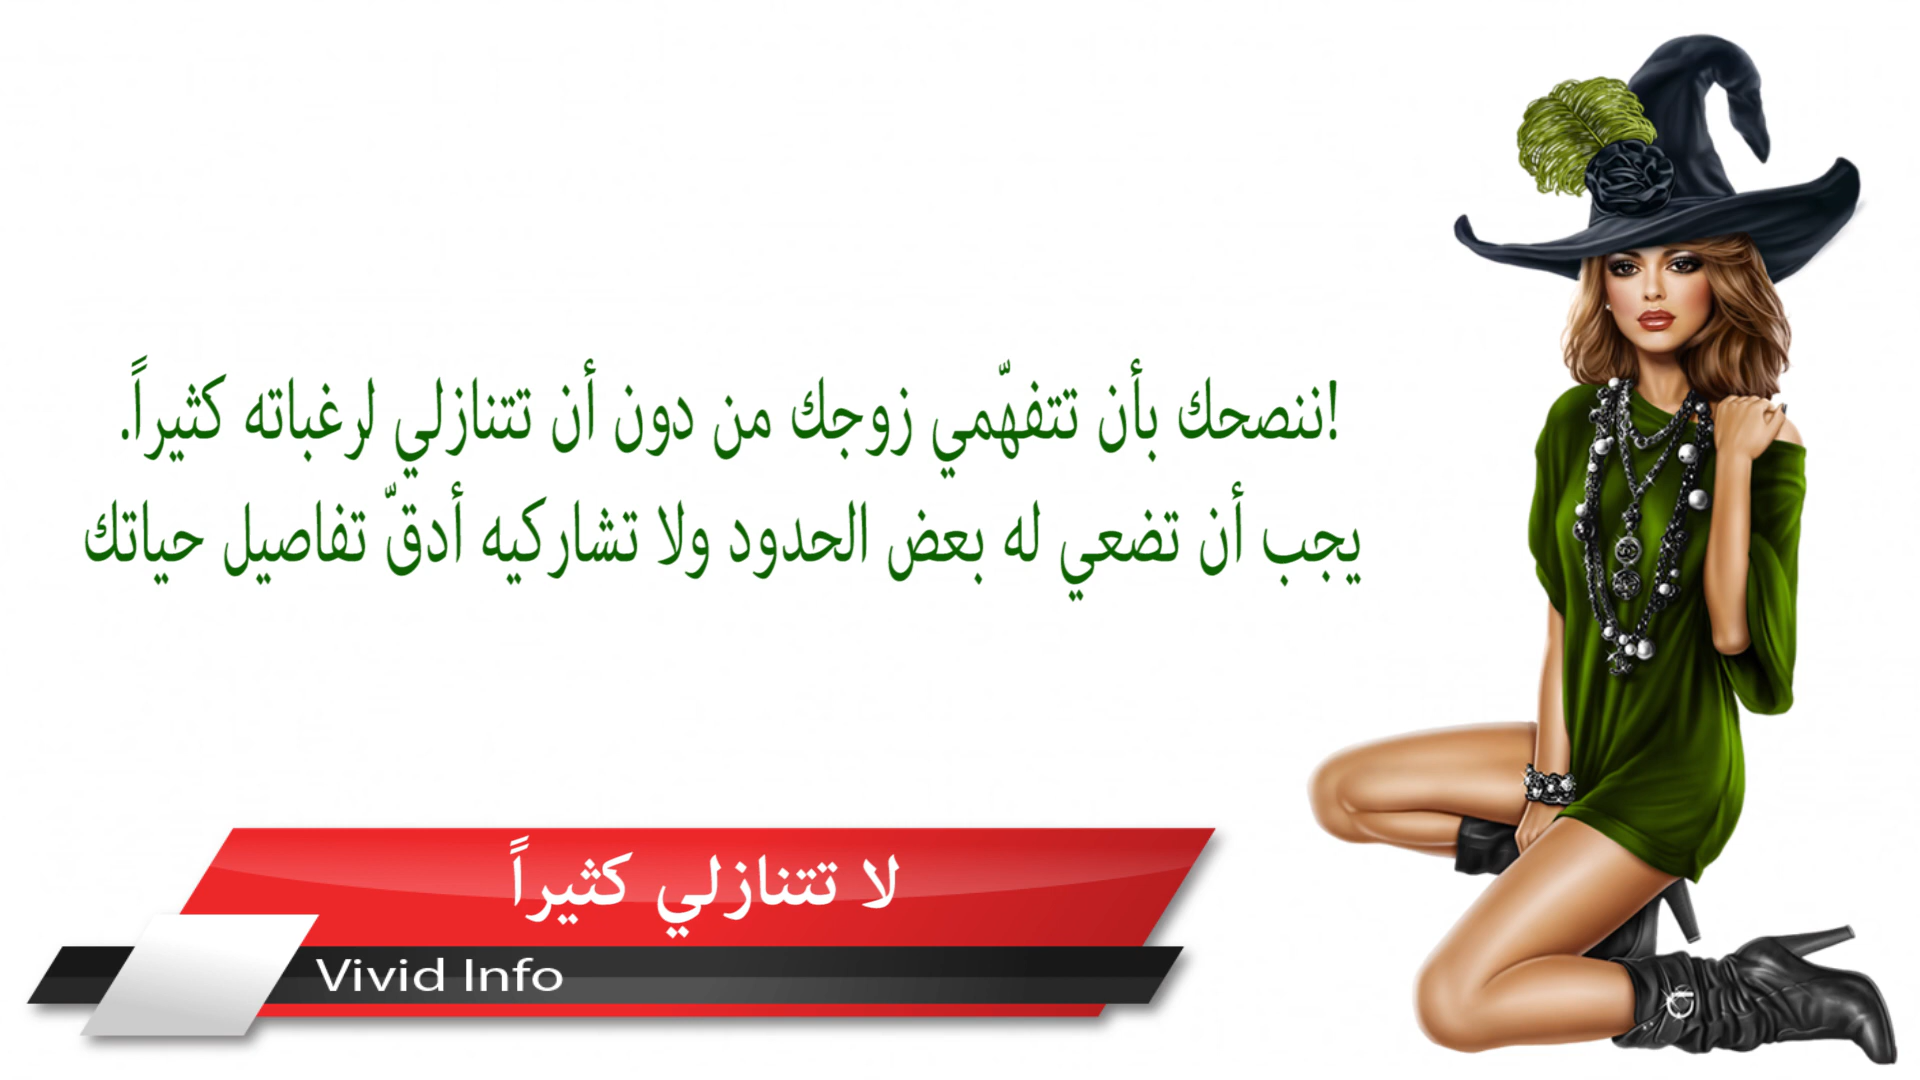 !ننصحك بأن تتفهّمي زوجك من دون أن تتنازلي لرغباته كثيراً.
يجب أن تضعي له بعض الحدود ولا تشاركيه أدقّ تفاصيل حياتك
لا تتنازلي كثيراً
Vivid Info